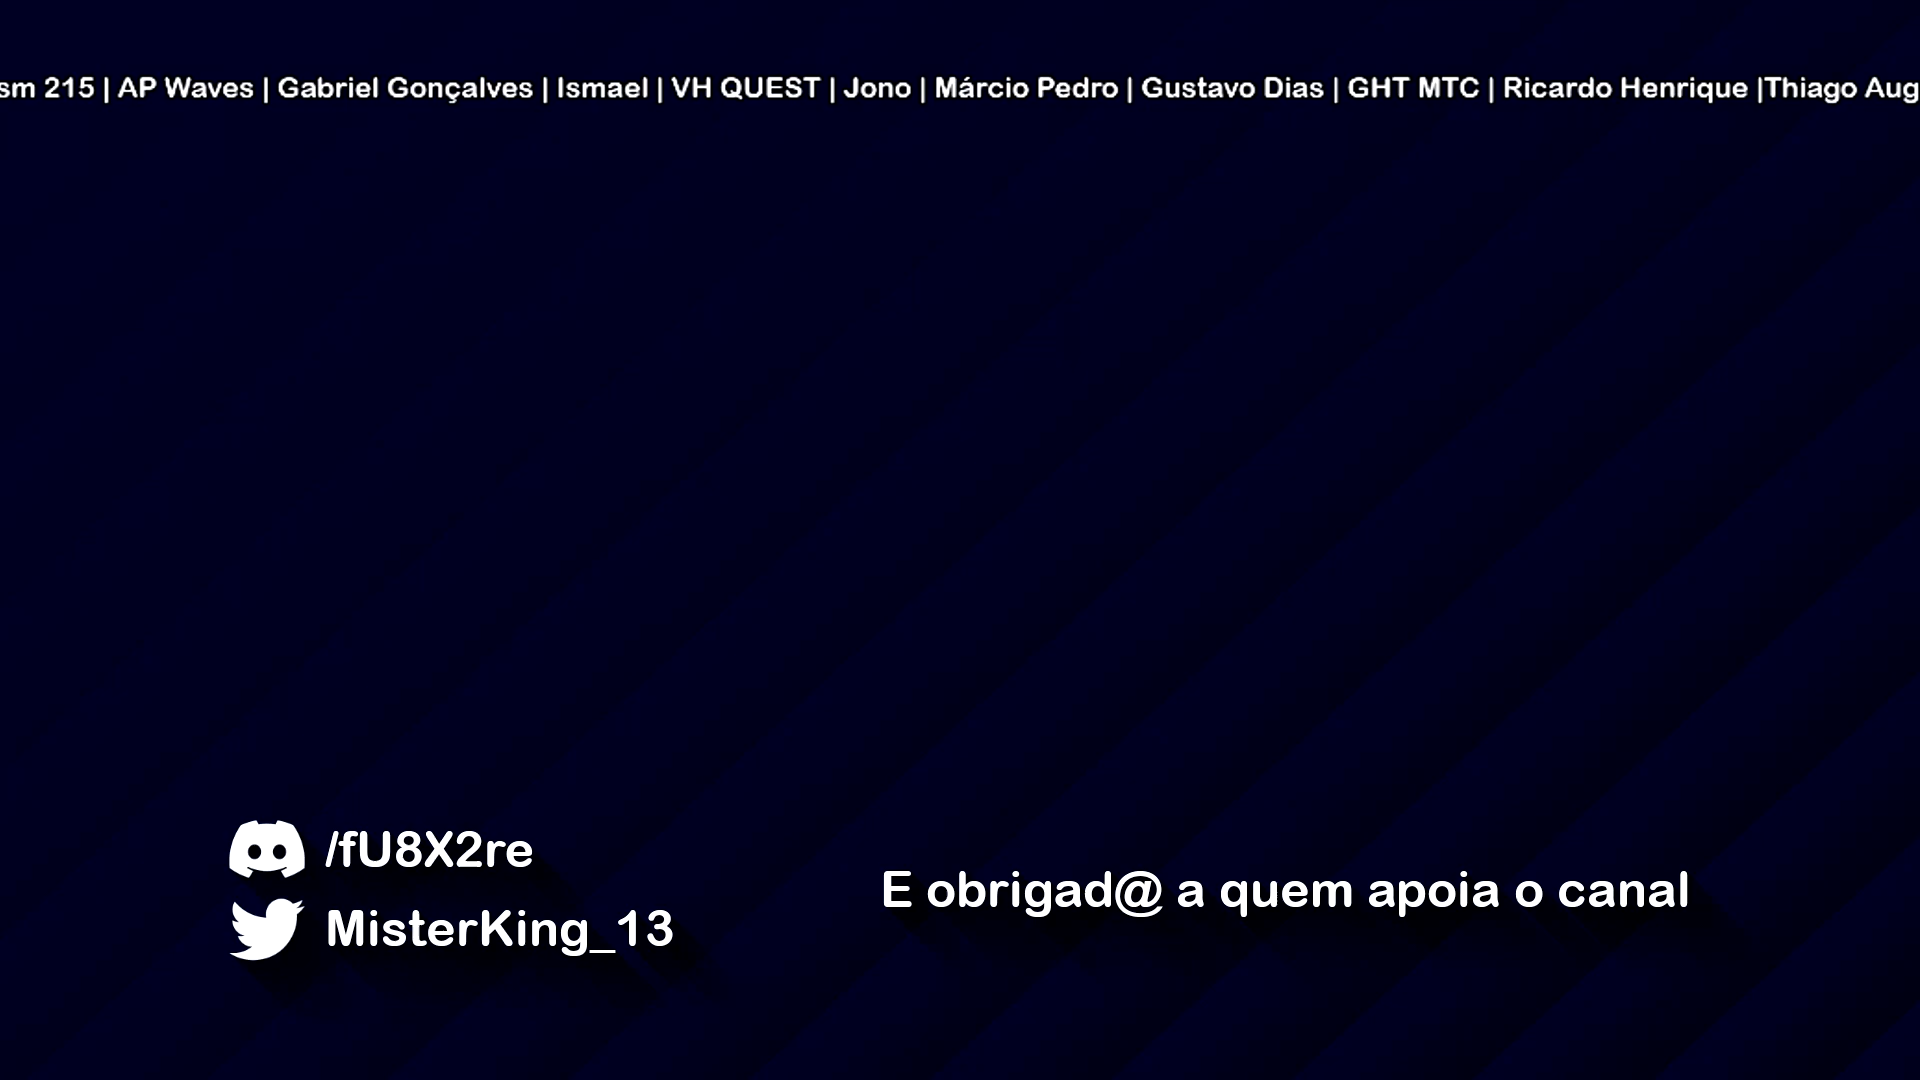 sm 215 | AP Waves | Gabriel Gonçalves | Ismael | VH QUEST | Jono | Márcio Pedro | Gustavo Dias | GHT MTC | Ricardo Henrique |Thiago Aug
/fU8X2re
MisterKing_13
E obrigad@ a quem apoia o canal